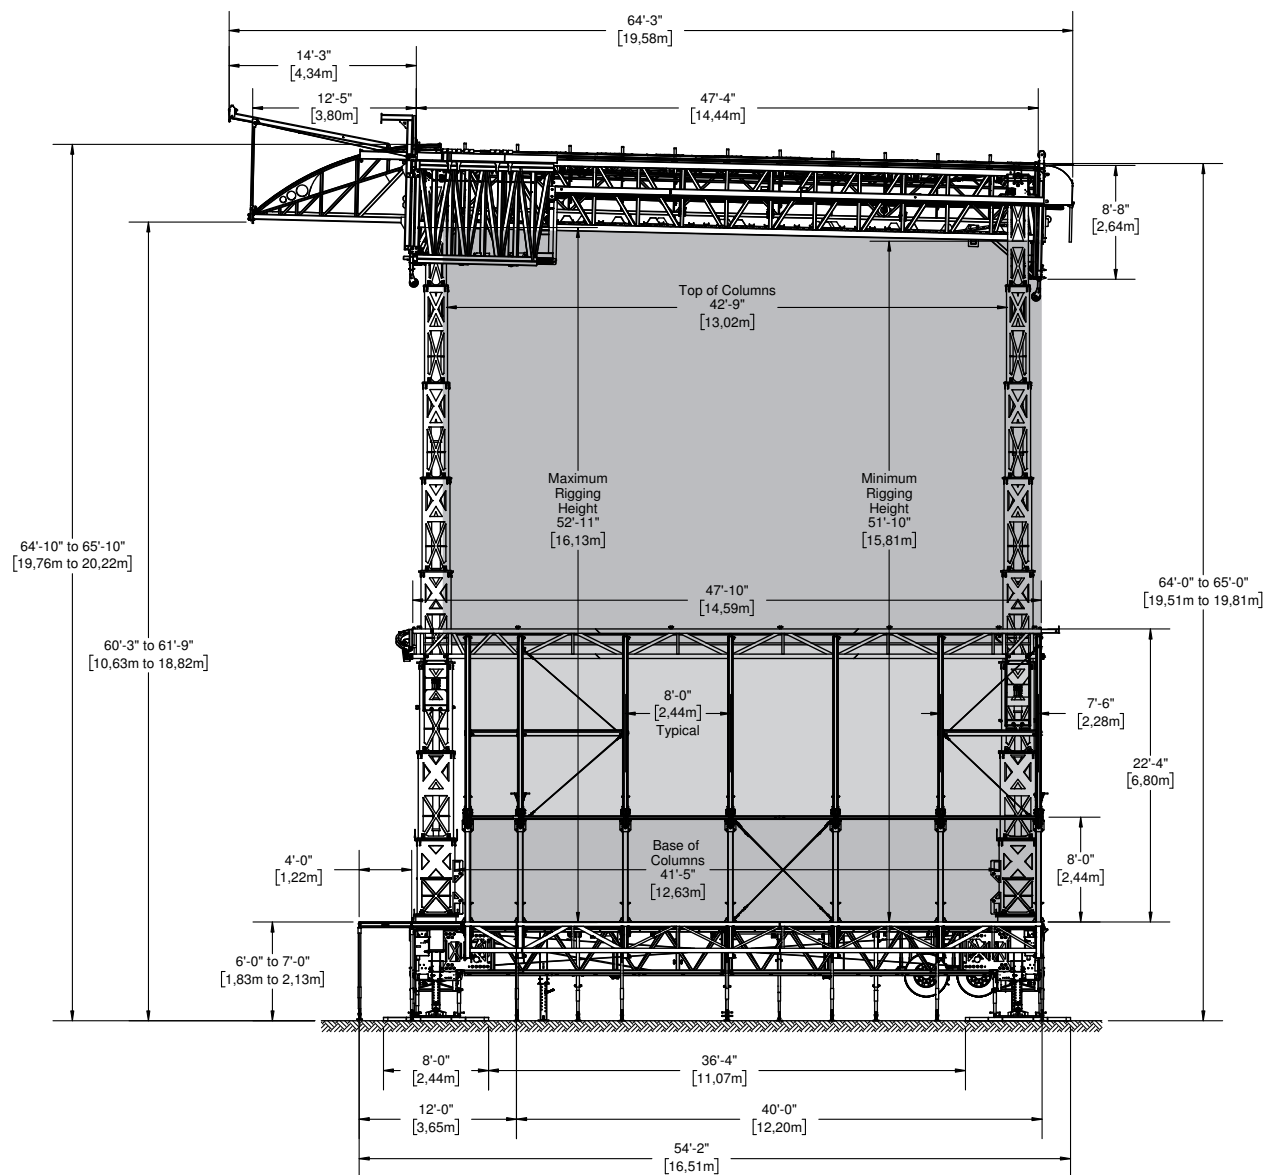 64'-3"
[19,58m]
14'-3"
[4,34m]
12'-5"
[3,80m]
47'-4"
[14,44m]
8'-8"
[2,64m]
Top of Columns
42'-9"
[13,02m]
Maximum
Rigging
Height
52'-11"
[16,13m]
Minimum
Rigging
Height
51'-10"
[15,81m]
64'-10" to 65'-10"
[19,76m to 20,22m]
64'-0" to 65'-0"
[19,51m to 19,81m]
47'-10"
[14,59m]
60'-3" to 61'-9"
[10,63m to 18,82m]
8'-0"
[2,44m]
Typical
7'-6"
[2,28m]
22'-4"
[6,80m]
4'-0"
[1,22m]
Base of
Columns
41'-5"
[12,63m]
8'-0"
[2,44m]
6'-0" to 7'-0"
[1,83m to 2,13m]
8'-0"
[2,44m]
36'-4"
[11,07m]
12'-0"
[3,65m]
40'-0"
[12,20m]
54'-2"
[16,51m]